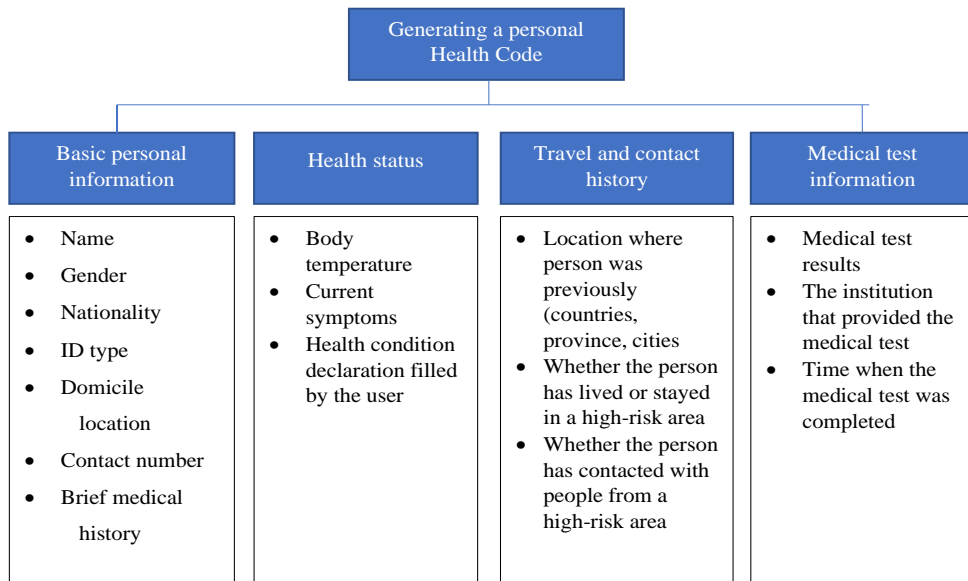 Generating a personal
Health Code
Basic personal
information
Health status
Travel and contact
history
Medical test
information
• Name
• Gender
• Nationality
• ID type
• Domicile
location
• Contact number
• Brief medical
history
• Body
temperature
• Current
symptoms
• Health condition
declaration filled
by the user
• Location where
person was
previously
(countries,
province, cities
• Whether the person
has lived or stayed
in a high-risk area
• Whether the person
has contacted with
people from a
high-risk area
• Medical test
results
• The institution
that provided the
medical test
• Time when the
medical test was
completed